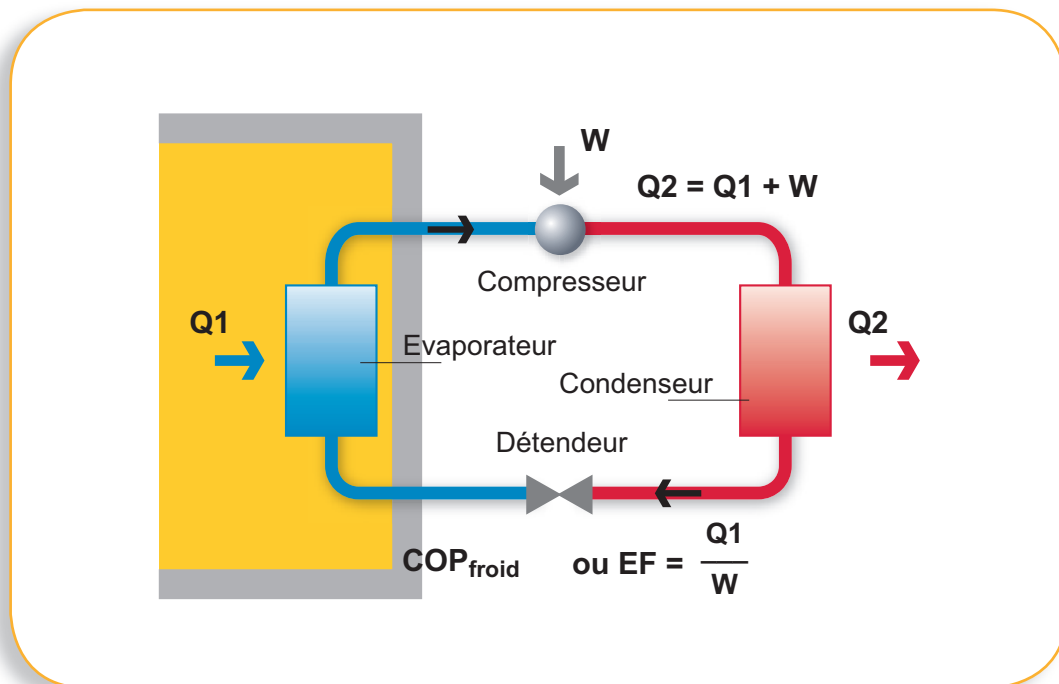 W
Q2 = Q1 + W
Compresseur
Q1
Evaporateur
Q2
Condenseur
Détendeur
COPfroid ou EF = Q1
W